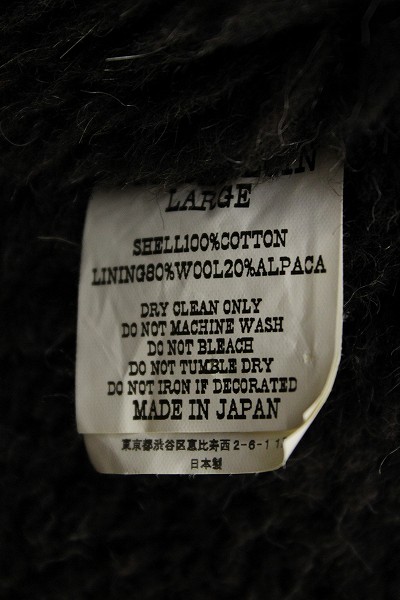 LARGE
SHELL100%COTTON
LINING80%WOOL20%ALPACA
DRY CLEAN ONLY
DO NOT MACHINE WASH
DO NOT BLEACH
DO NOT TUMBLE DRY
DO NOT IRON IF DECORATED
MADE IN JAPAN
東京都渋谷区恵比寿西2-6-11
日本製